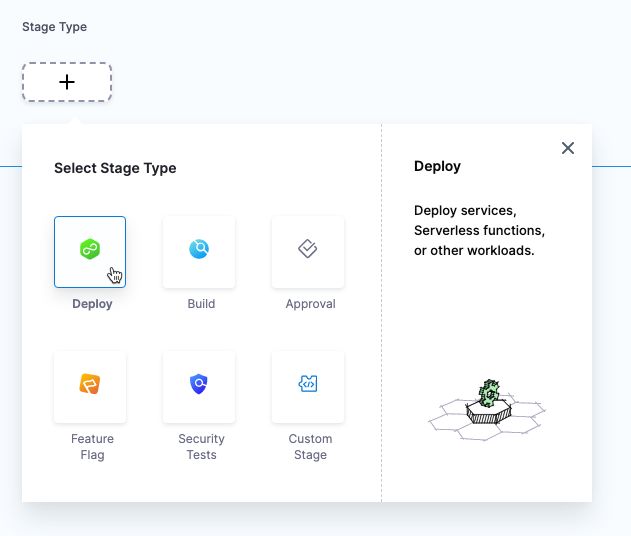 Stage Type
+
Select Stage Type
Deploy
Build
Approval
Feature
Flag
Security
Tests
Custom
Stage
Deploy
Deploy services,
Serverless functions,
or other workloads.